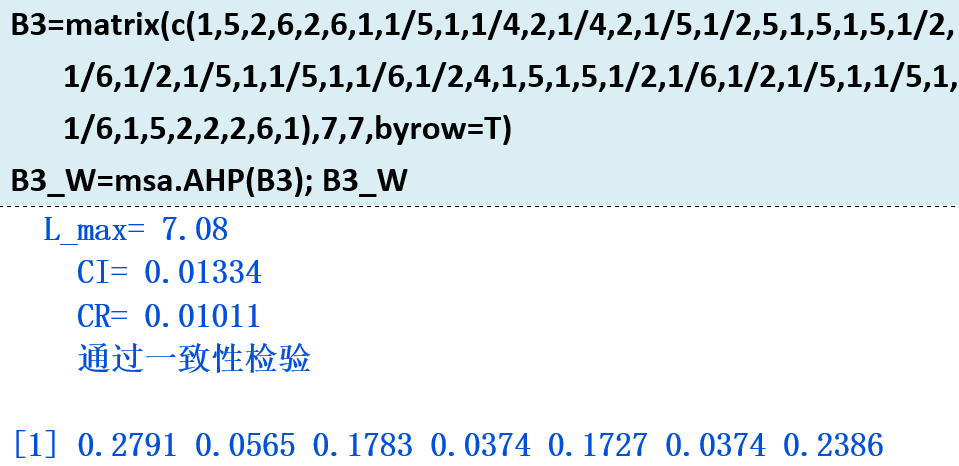 B3=matrix(c(1,5,2,6,2,6,1,1/5,1,1/4,2,1/4,2,1/5,1/2,5,1,5,1,5,1/2,
1/6,1/2,1/5,1,1/5,1,1/6,1/2,4,1,5,1,5,1/2,1/6,1/2,1/5,1,1/5,1,
1/6,1,5,2,2,2,6,1),7,7,byrow=T)
B3_W=msa.AHP(B3); B3_W
L_max= 7.08
CI= 0.01334
CR= 0.01011
通过一致性检验
[1] 0.2791 0.0565 0.1783 0.0374 0.1727 0.0374 0.2386